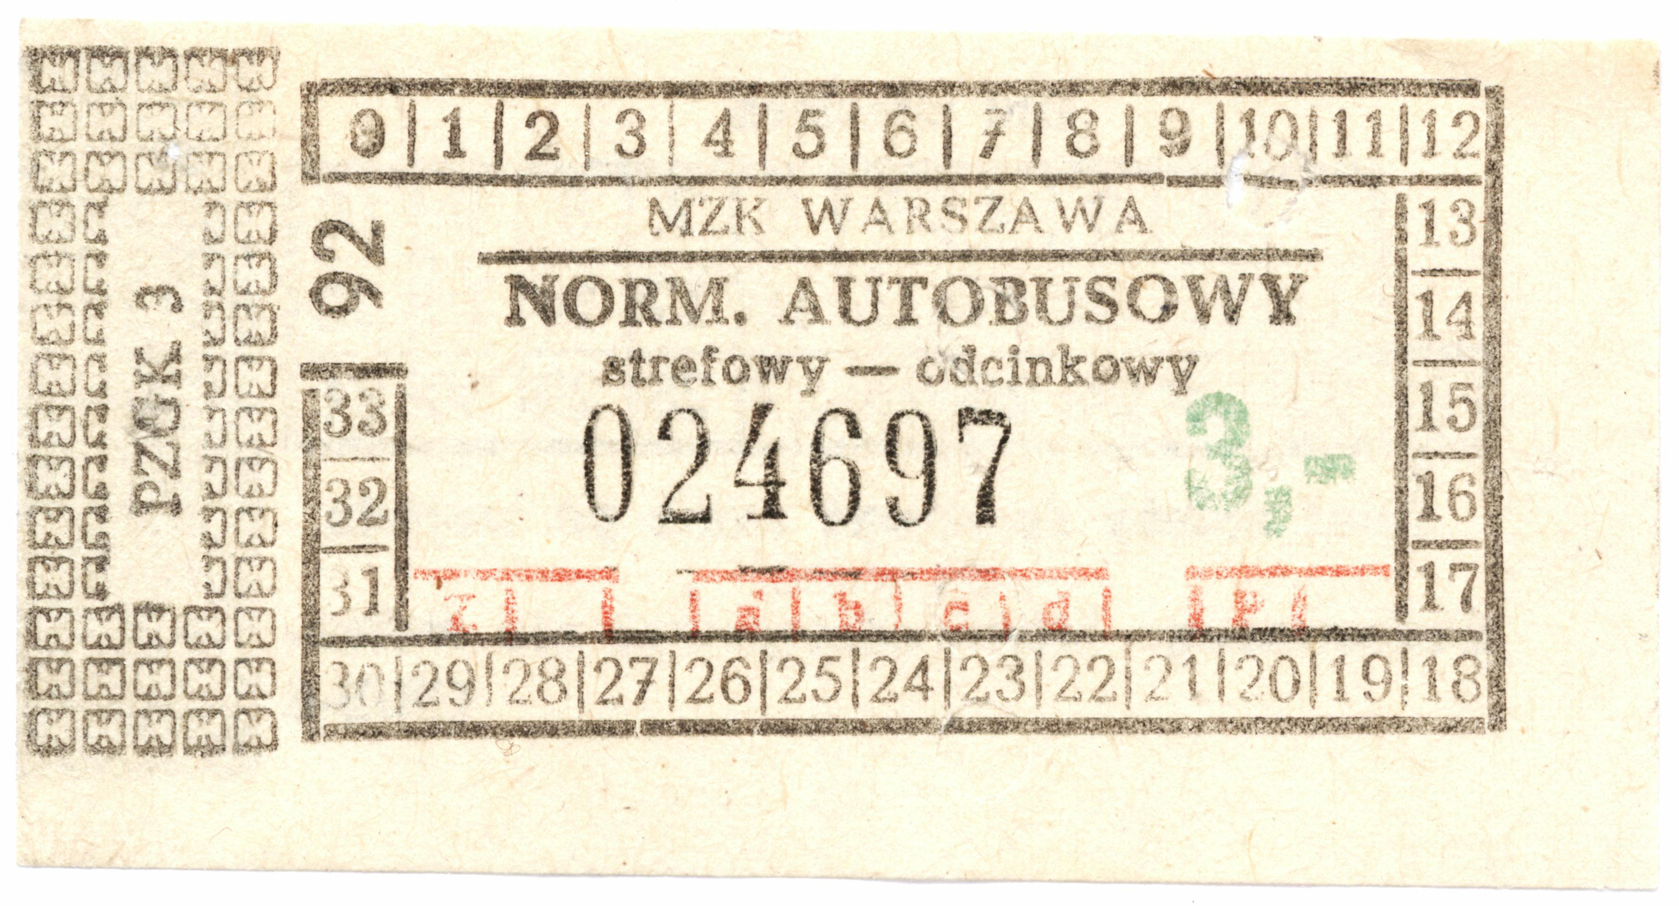 PZGK 3
0 1 2 3 4 5 6 7 8 9 10 11 12
92
MZK WARSZAWA
NORM. AUTOBUSOWY
strefowy — odcinkowy
024697
3,-
13
14
15
16
17
33
32
31
z a b c d P
30 29 28 27 26 25 24 23 22 21 20 19 18